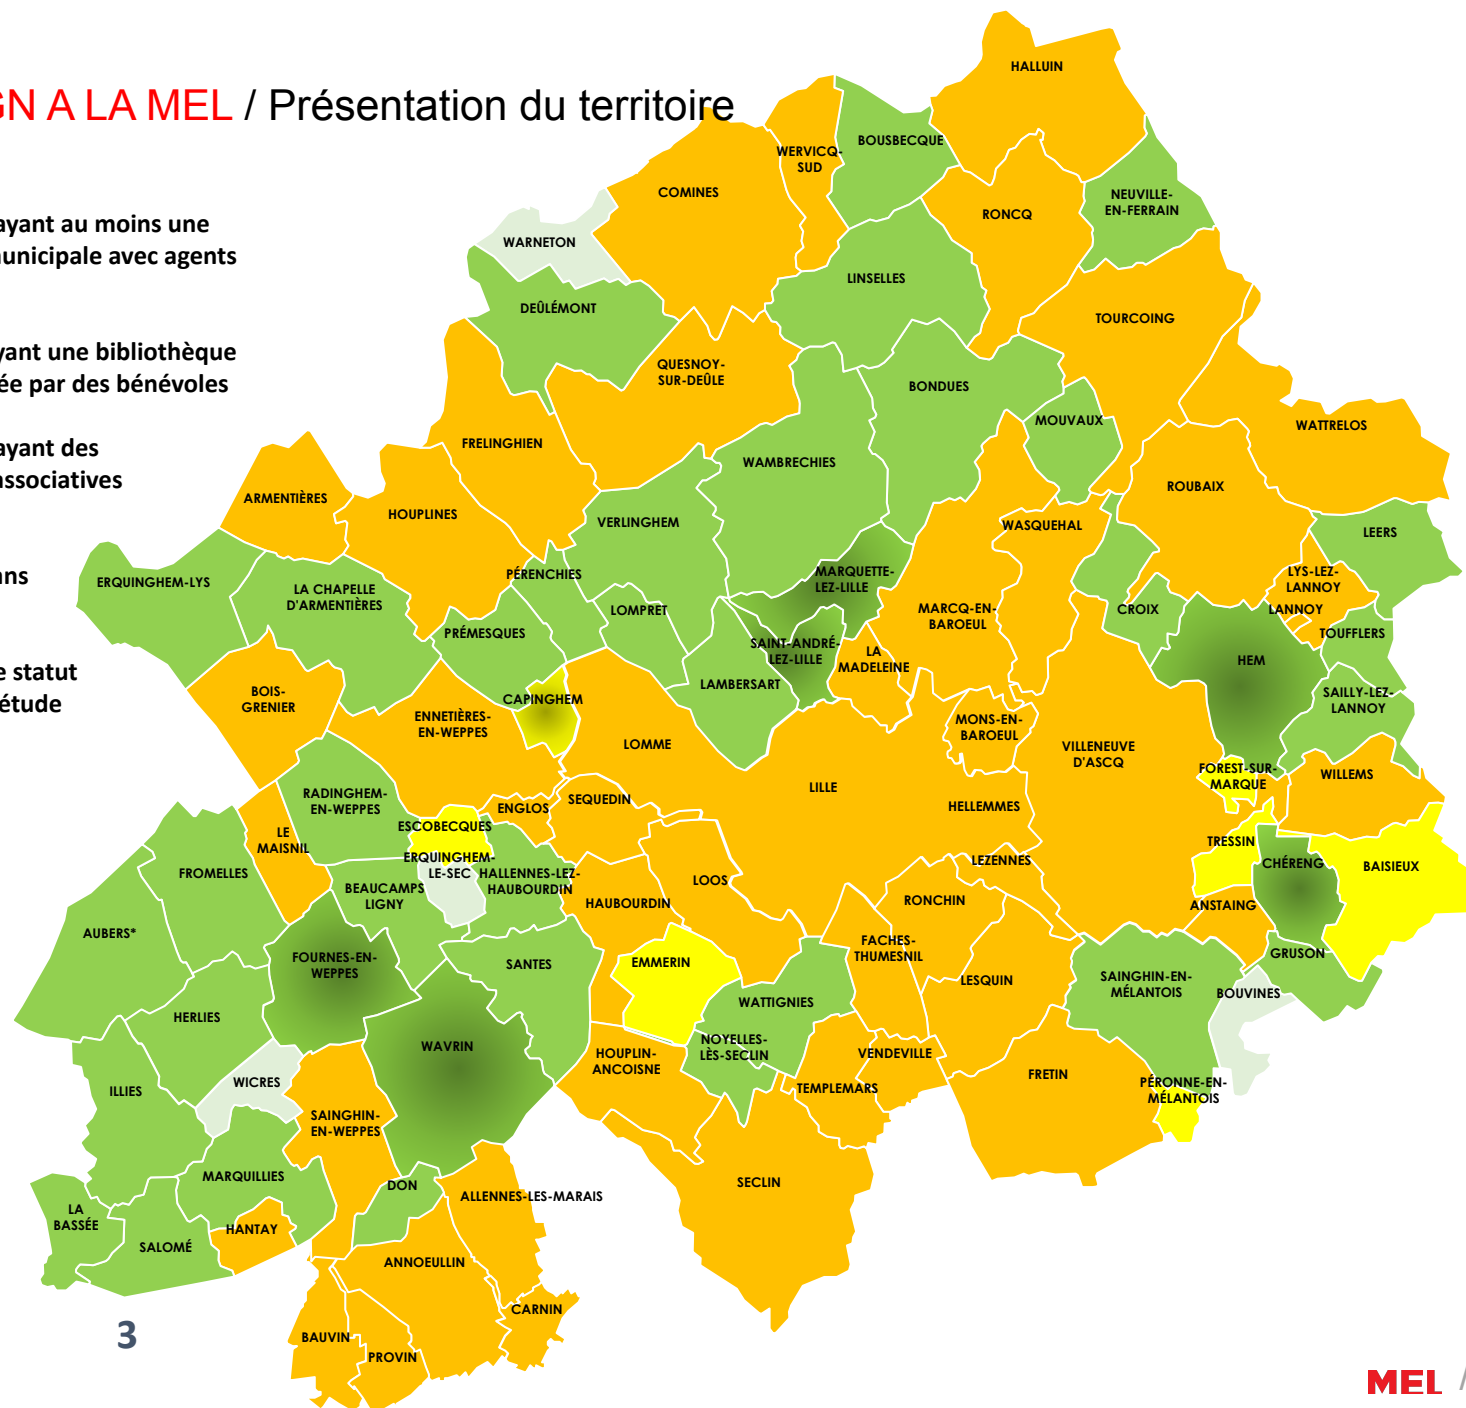 GN A LA MEL / Présentation du territoire
ayant au moins une
municipale avec agents
ayant une bibliothèque
ée par des bénévoles
ayant des
associatives
ans
e statut
étude
HALLUIN
BOUSBECQUE
WERVICQ-
SUD
COMINES
NEUVILLE-
EN-FERRAIN
RONCQ
WARNETON
LINSELLES
DEÛLÉMONT
TOURCOING
QUESNOY-
SUR-DEÛLE
BONDUES
MOUVAUX
WATTRELOS
FRELINGHIEN
WAMBRECHIES
ROUBAIX
ARMENTIÈRES
HOUPLINES
VERLINGHEM
WASQUEHAL
LEERS
ERQUINGHEM-LYS
LA CHAPELLE
D'ARMENTIÈRES
PÉRENCHIES
MARQUETTE-
LEZ-LILLE
LYS-LEZ-
LANNOY
LOMPRET
MARCQ-EN-
BAROEUL
CROIX
LANNOY
PRÉMESQUES
TOUFFLERS
SAINT-ANDRÉ-
LEZ-LILLE
LA
MADELEINE
HEM
LAMBERSART
BOIS-
GRENIER
CAPINGHEM
SAILLY-LEZ-
LANNOY
ENNETIÈRES-
EN-WEPPES
MONS-EN-
BAROEUL
LOMME
VILLENEUVE
D'ASCQ
FOREST-SUR-
MARQUE
WILLEMS
LILLE
RADINGHEM-
EN-WEPPES
SEQUEDIN
ENGLOS
HELLEMMES
ESCOBECQUES
LE
MAISNIL
TRESSIN
ERQUINGHEM-
LE-SEC
LEZENNES
CHÉRENG
BAISIEUX
FROMELLES
HALLENNES-LEZ-
HAUBOURDIN
LOOS
BEAUCAMPS
LIGNY
RONCHIN
HAUBOURDIN
ANSTAING
AUBERS*
FACHES-
THUMESNIL
FOURNES-EN-
WEPPES
SANTES
EMMERIN
GRUSON
LESQUIN
SAINGHIN-EN-
MÉLANTOIS
BOUVINES
WATTIGNIES
HERLIES
WAVRIN
NOYELLES-
LÈS-SECLIN
HOUPLIN-
ANCOISNE
VENDEVILLE
FRETIN
WICRES
ILLIES
TEMPLEMARS
PÉRONNE-EN-
MÉLANTOIS
SAINGHIN-
EN-WEPPES
MARQUILLIES
DON
SECLIN
ALLENNES-LES-MARAIS
LA
BASSÉE
HANTAY
SALOMÉ
ANNOEULLIN
CARNIN
BAUVIN
PROVIN
3
MEL /